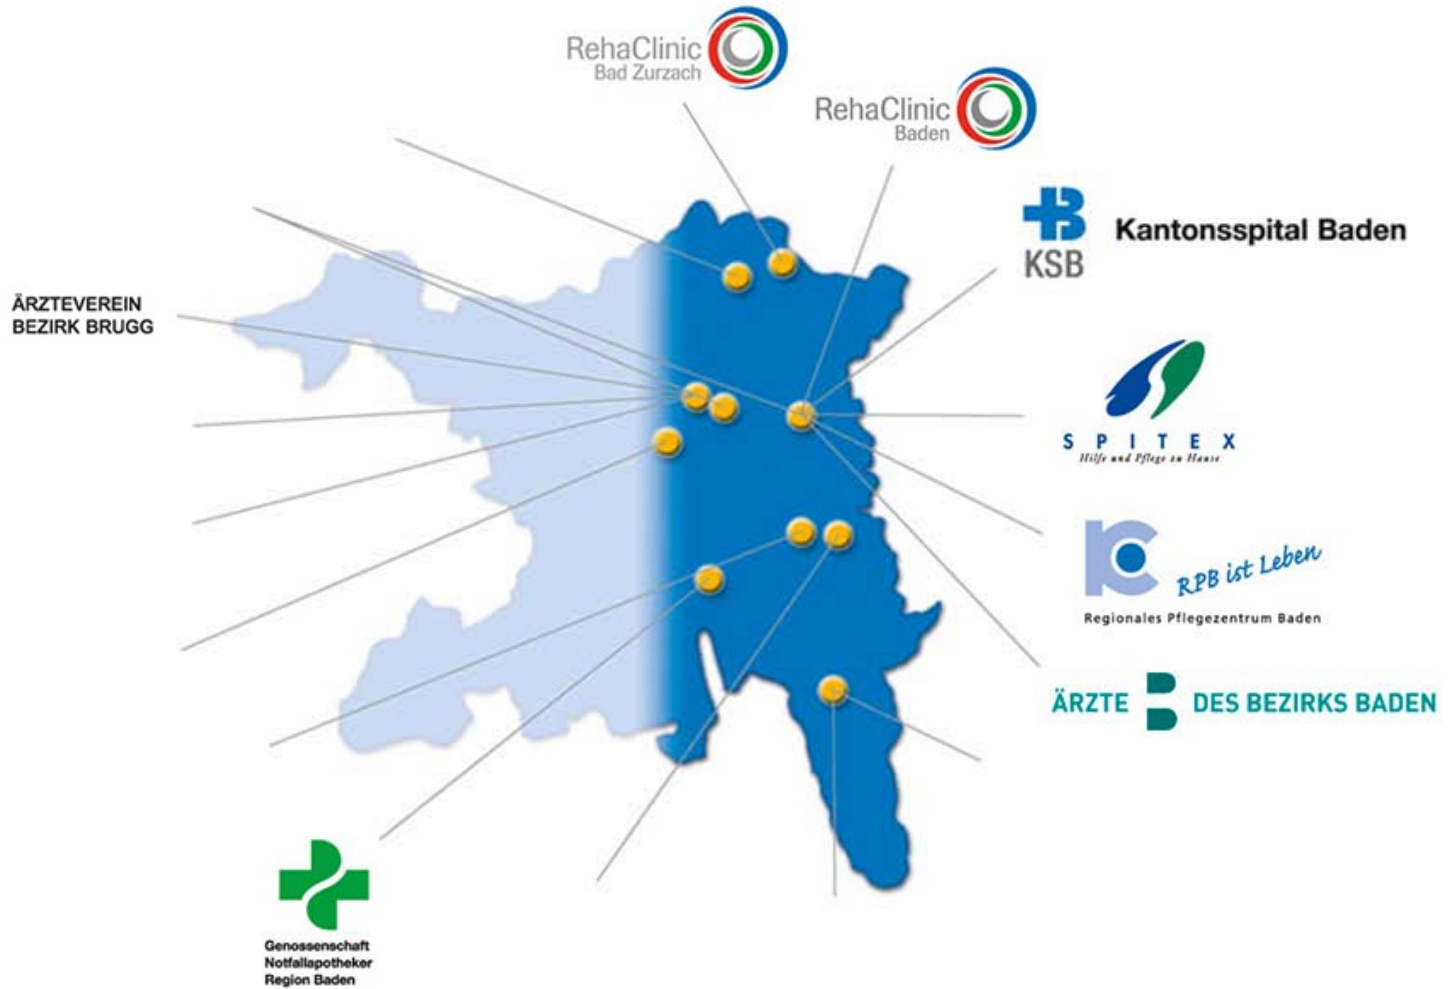 RehaClinic
Bad Zurzach
RehaClinic
Baden
KSB
Kantonsspital Baden
ÄRZTEVEREIN
BEZIRK BRUGG
SPITEX
Hilfe und Pflege zu Hause
RPB ist Leben
Regionales Pflegezentrum Baden
ÄRZTE DES BEZIRKS BADEN
Genossenschaft
Notfallapotheker
Region Baden